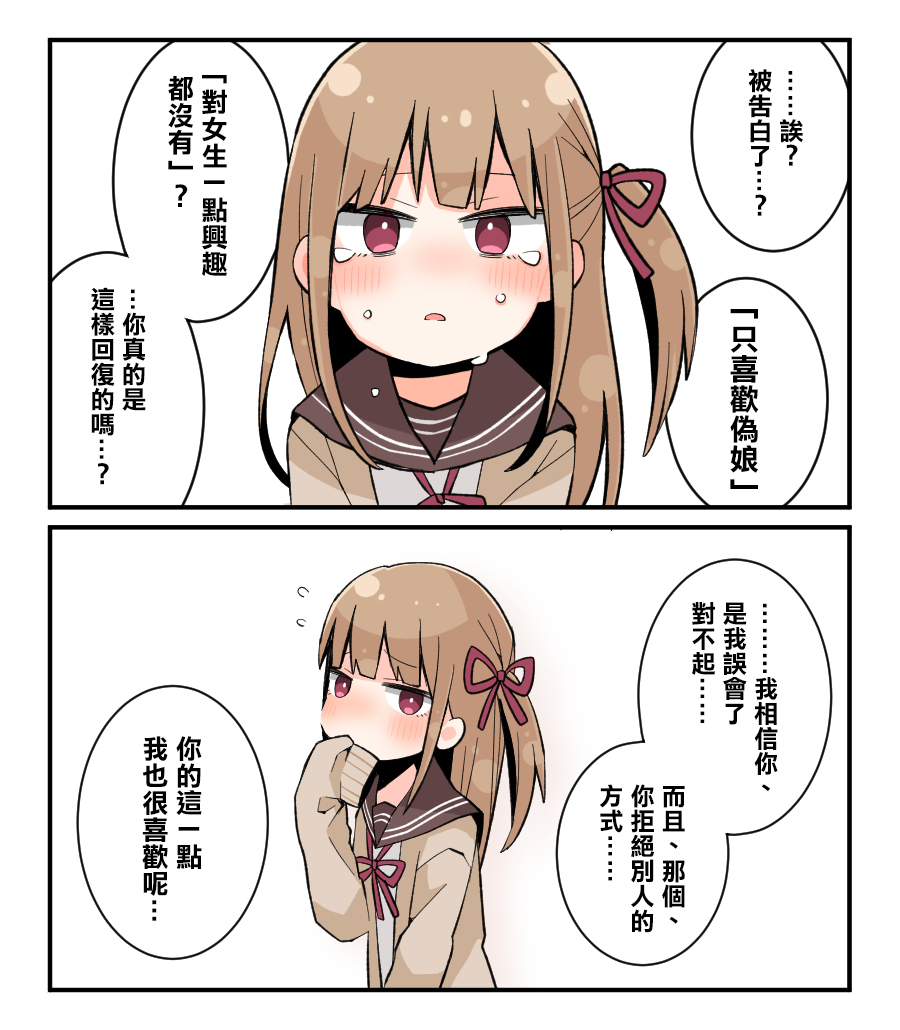 ……誒?
被告白了…?
「只喜歡偽娘」
「對女生一點興趣
都沒有」?
…你真的是
這樣回復的嗎…?
………我相信你、
是我誤會了
對不起……
而且、那個、
你拒絕別人的
方式……
你的這一點
我也很喜歡呢…